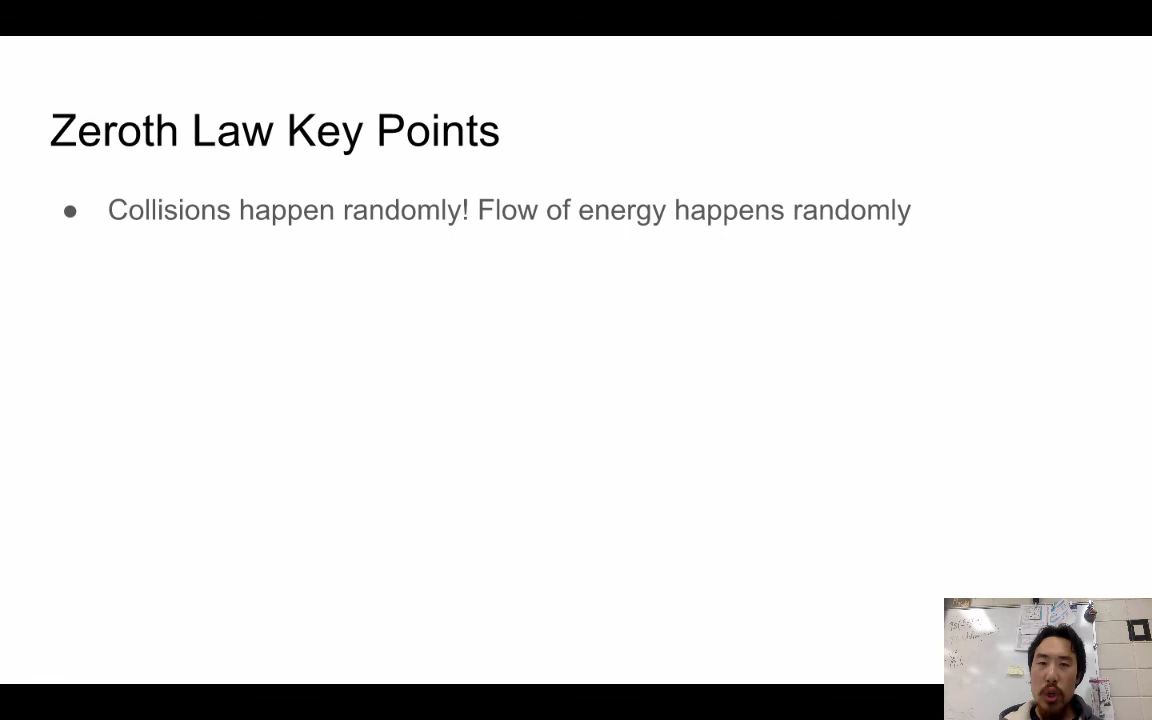 Zeroth Law Key Points
● Collisions happen randomly! Flow of energy happens randomly